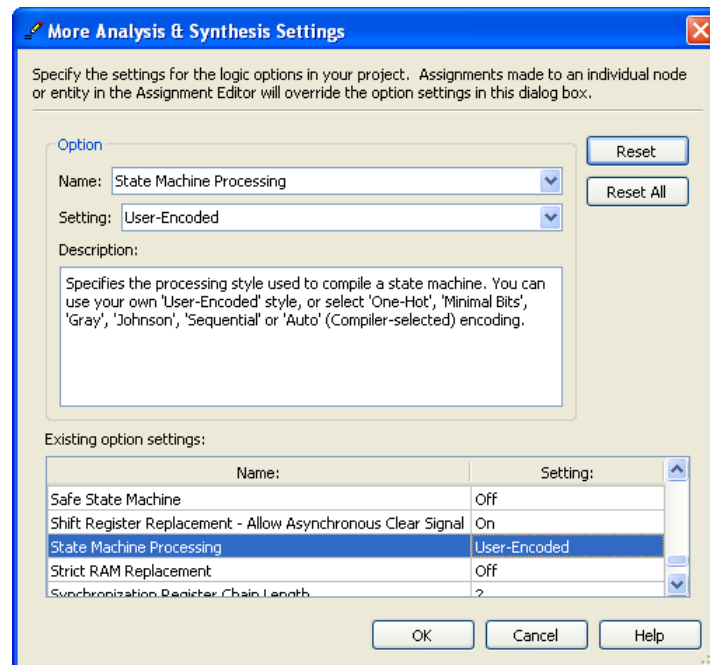 More Analysis & Synthesis Settings
Specify the settings for the logic options in your project. Assignments made to an individual node
or entity in the Assignment Editor will override the option settings in this dialog box.
Option
Name: State Machine Processing
Reset
Setting: User-Encoded
Reset All
Description:
Specifies the processing style used to compile a state machine. You can
use your own 'User-Encoded' style, or select 'One-Hot', 'Minimal Bits',
'Gray', 'Johnson', 'Sequential' or 'Auto' (Compiler-selected) encoding.
Existing option settings:
Name: Setting:
Safe State Machine Off
Shift Register Replacement - Allow Asynchronous Clear Signal On
State Machine Processing User-Encoded
Strict RAM Replacement Off
Synchronization Register Chain Length 2
OK Cancel Help